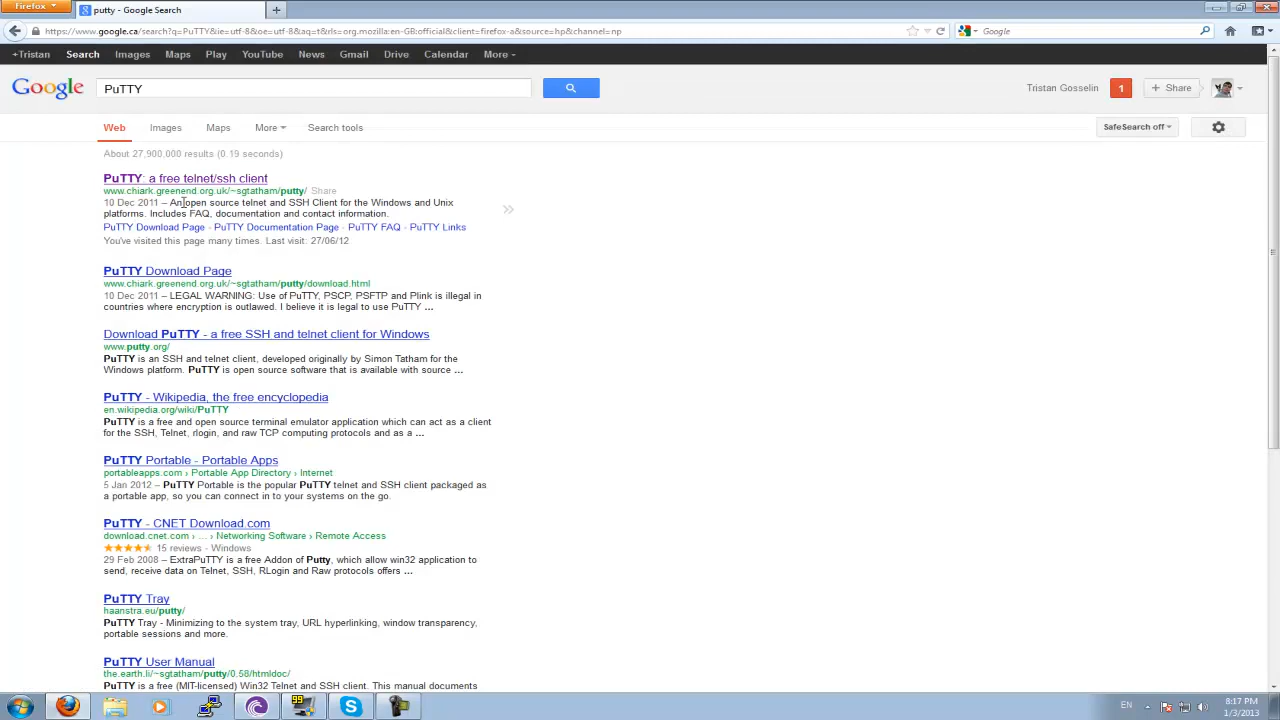 Firefox
putty - Google Search
https://www.google.ca/search?q=PuTTY&ie=utf-8&oe=utf-8&aq=t&rls=org.mozilla:en-GB:official&client=firefox-a&source=hp&channel=np
Google
+Tristan Search Images Maps Play YouTube News Gmail Drive Calendar More
Google
PuTTY
Tristan Gosselin 1 + Share
Web Images Maps More Search tools
SafeSearch off
About 27,900,000 results (0.19 seconds)
PuTTY: a free telnet/ssh client
www.chiark.greenend.org.uk/~sgtatham/putty/ Share
10 Dec 2011 – An open source telnet and SSH Client for the Windows and Unix
platforms. Includes FAQ, documentation and contact information.
PuTTY Download Page - PuTTY Documentation Page - PuTTY FAQ - PuTTY Links
You've visited this page many times. Last visit: 27/06/12
PuTTY Download Page
www.chiark.greenend.org.uk/~sgtatham/putty/download.html
10 Dec 2011 – LEGAL WARNING: Use of PuTTY, PSCP, PSFTP and Plink is illegal in
countries where encryption is outlawed. I believe it is legal to use PuTTY ...
Download PuTTY - a free SSH and telnet client for Windows
www.putty.org/
PuTTY is an SSH and telnet client, developed originally by Simon Tatham for the
Windows platform. PuTTY is open source software that is available with source ...
PuTTY - Wikipedia, the free encyclopedia
en.wikipedia.org/wiki/PuTTY
PuTTY is a free and open source terminal emulator application which can act as a client
for the SSH, Telnet, rlogin, and raw TCP computing protocols and as a ...
PuTTY Portable - Portable Apps
portableapps.com › Portable App Directory › Internet
5 Jan 2012 – PuTTY Portable is the popular PuTTY telnet and SSH client packaged as
a portable app, so you can connect in to your systems on the go.
PuTTY - CNET Download.com
download.cnet.com › ... › Networking Software › Remote Access
15 reviews - Windows
29 Feb 2008 – ExtraPuTTY is a free Addon of Putty, which allow win32 application to
send, receive data on Telnet, SSH, RLogin and Raw protocols offers ...
PuTTY Tray
haanstra.eu/putty/
PuTTY Tray - Minimizing to the system tray, URL hyperlinking, window transparency,
portable sessions and more.
PuTTY User Manual
the.earth.li/~sgtatham/putty/0.58/htmldoc/
PuTTY is a free (MIT-licensed) Win32 Telnet and SSH client. This manual documents
99
EN
8:17 PM
1/3/2013